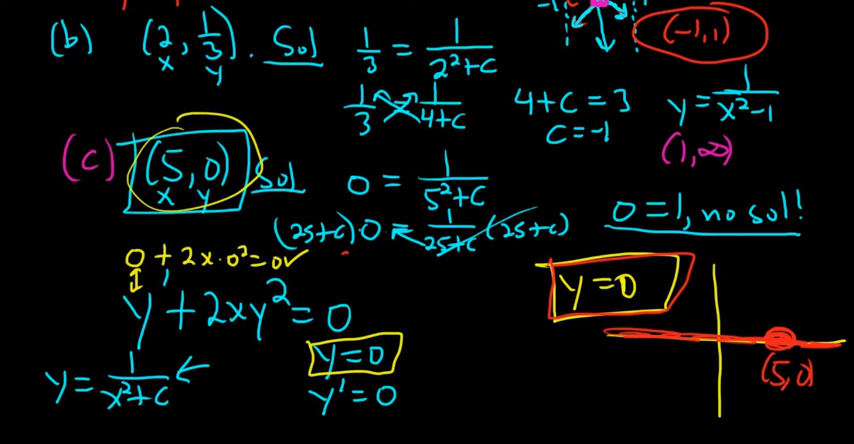 -1
(-1,1)
(b) (2, 1/3). Sol 1/3 = 1/(2²+C)
x y
1/3 = 1/(4+C) 4+C=3 y = 1/(x²-1)
C=-1
(1,∞)
(C) (5,0) Sol 0 = 1/(5²+C)
x y
(25+C)·0 = 1/(25+C) (25+C) 0=1, no sol!
0 + 2x·0²=0✓
y' + 2xy² = 0
y=0
y = 1/(x²+C)
y=0
y'=0
(5,0)